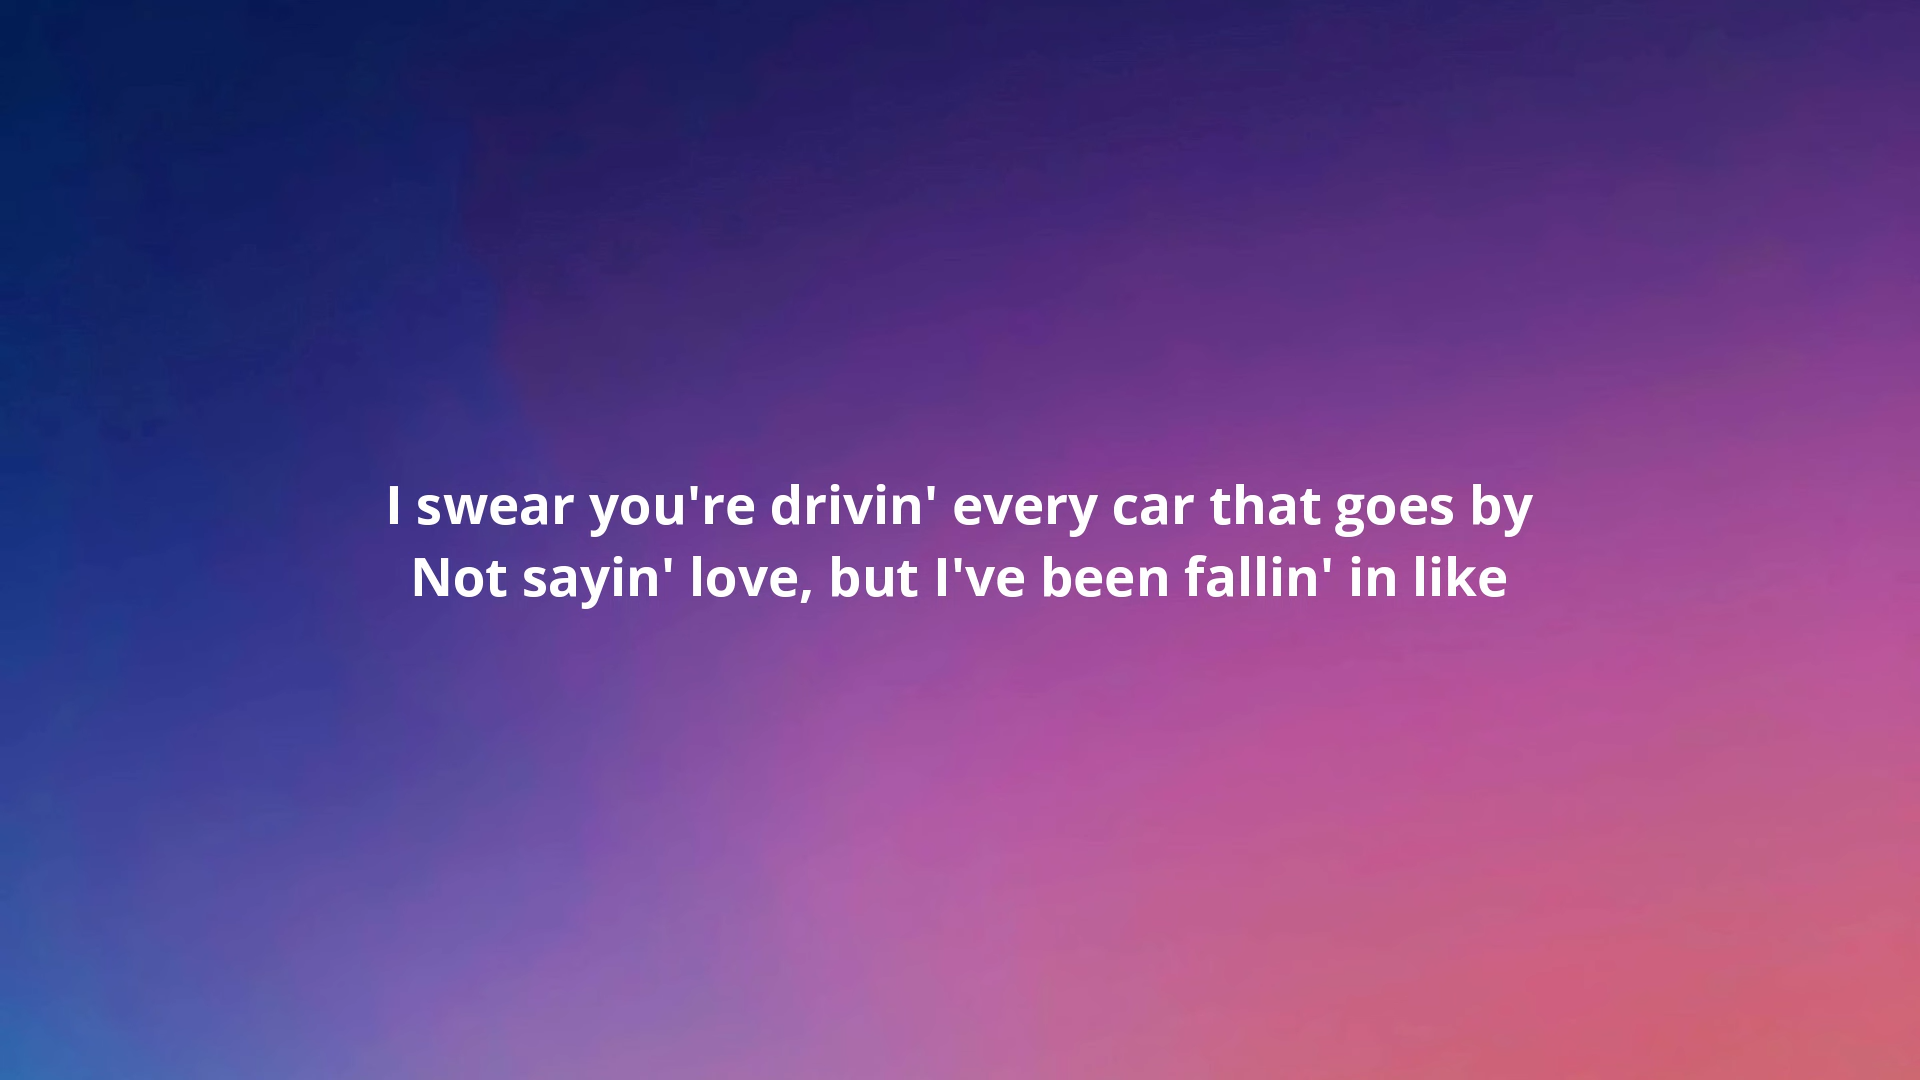 I swear you're drivin' every car that goes by
Not sayin' love, but I've been fallin' in like